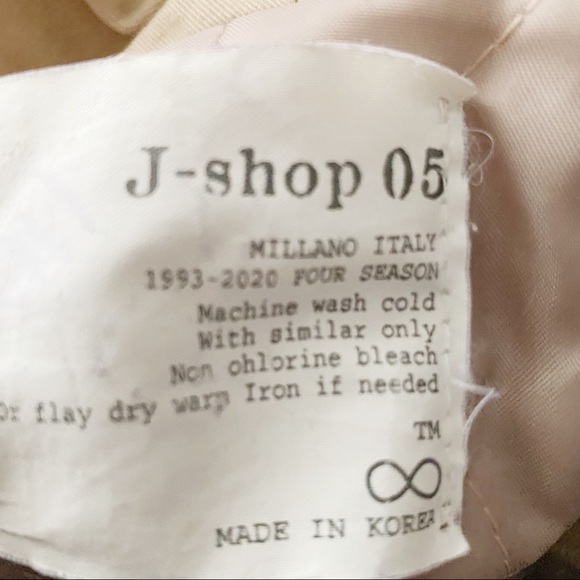 J-shop 05
MILLANO ITALY
1993-2020 FOUR SEASON
Machine wash cold
With similar only
Non ohlorine bleach
Or flay dry warn Iron if needed
TM
MADE IN KOREA